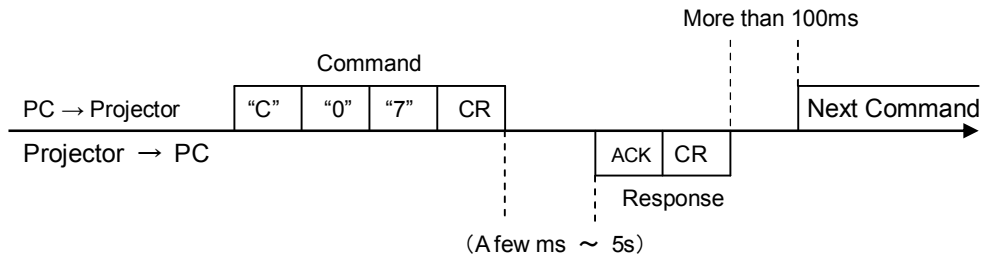 More than 100ms
Command
PC → Projector “C” “0” “7” CR Next Command
Projector → PC ACK CR
Response
（A few ms ～ 5s）